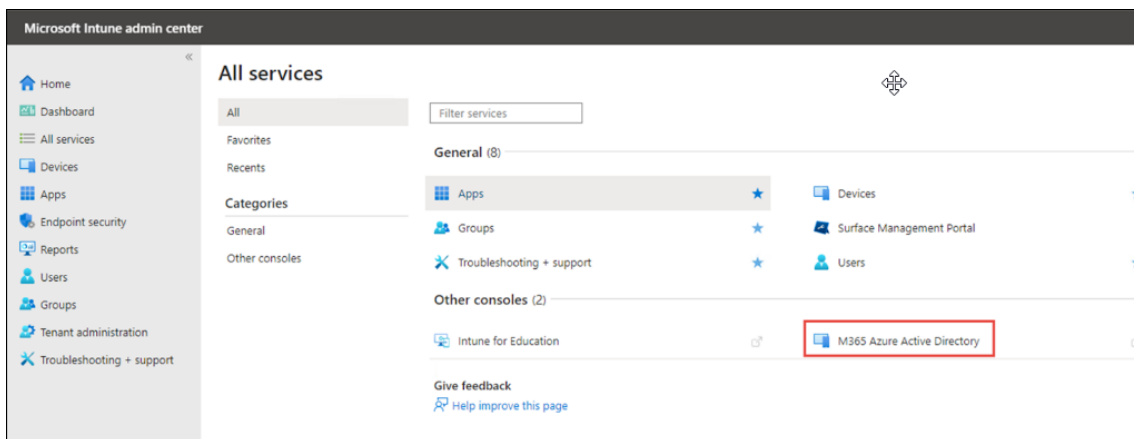 Microsoft Intune admin center
«
Home
Dashboard
All services
Devices
Apps
Endpoint security
Reports
Users
Groups
Tenant administration
Troubleshooting + support
All services
All
Favorites
Recents
Categories
General
Other consoles
Filter services
General (8)
Apps
Devices
Groups
Surface Management Portal
Troubleshooting + support
Users
Other consoles (2)
Intune for Education
M365 Azure Active Directory
Give feedback
Help improve this page